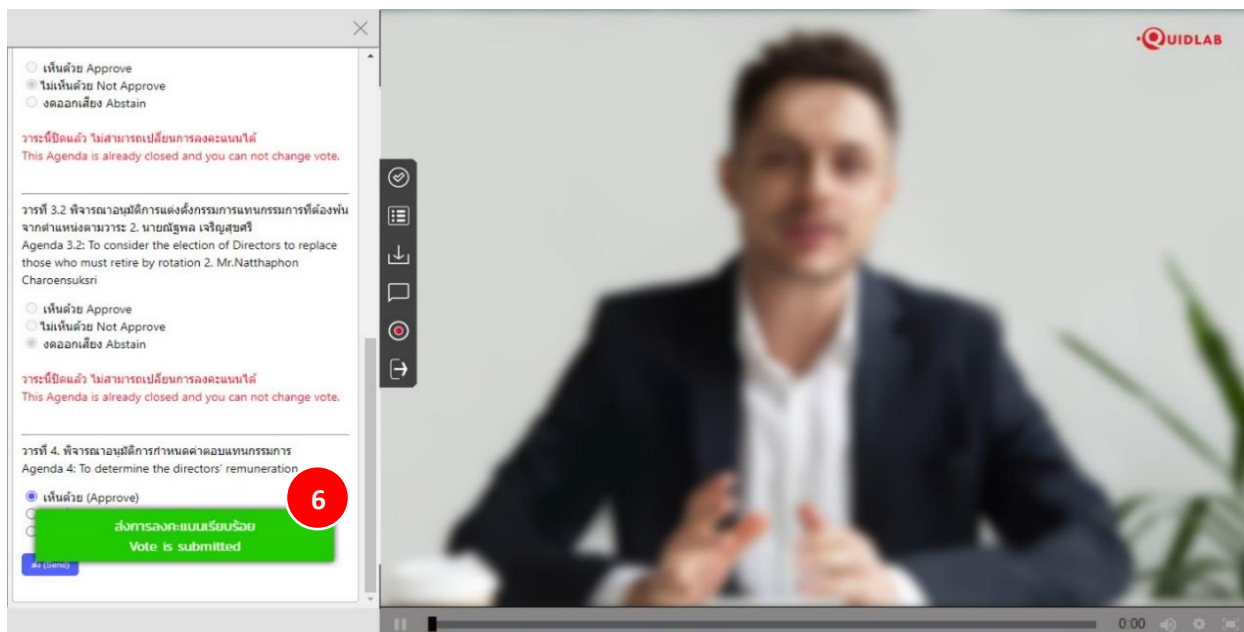 เห็นด้วย Approve
ไม่เห็นด้วย Not Approve
งดออกเสียง Abstain
วาระนี้ปิดแล้ว ไม่สามารถเปลี่ยนการลงคะแนนได้
This Agenda is already closed and you can not change vote.
วาระที่ 3.2 พิจารณาอนุมัติการแต่งตั้งกรรมการแทนกรรมการที่ต้องพ้น
จากตำแหน่งตามวาระ 2. นายณัฐพล เจริญสุขศรี
Agenda 3.2: To consider the election of Directors to replace
those who must retire by rotation 2. Mr.Natthaphon
Charoensuksri
เห็นด้วย Approve
ไม่เห็นด้วย Not Approve
งดออกเสียง Abstain
วาระนี้ปิดแล้ว ไม่สามารถเปลี่ยนการลงคะแนนได้
This Agenda is already closed and you can not change vote.
วาระที่ 4. พิจารณาอนุมัติการกำหนดค่าตอบแทนกรรมการ
Agenda 4: To determine the directors' remuneration
เห็นด้วย (Approve)
6
ส่งการลงคะแนนเรียบร้อย
Vote is submitted
ส่ง (Send)
QUIDLAB
0:00